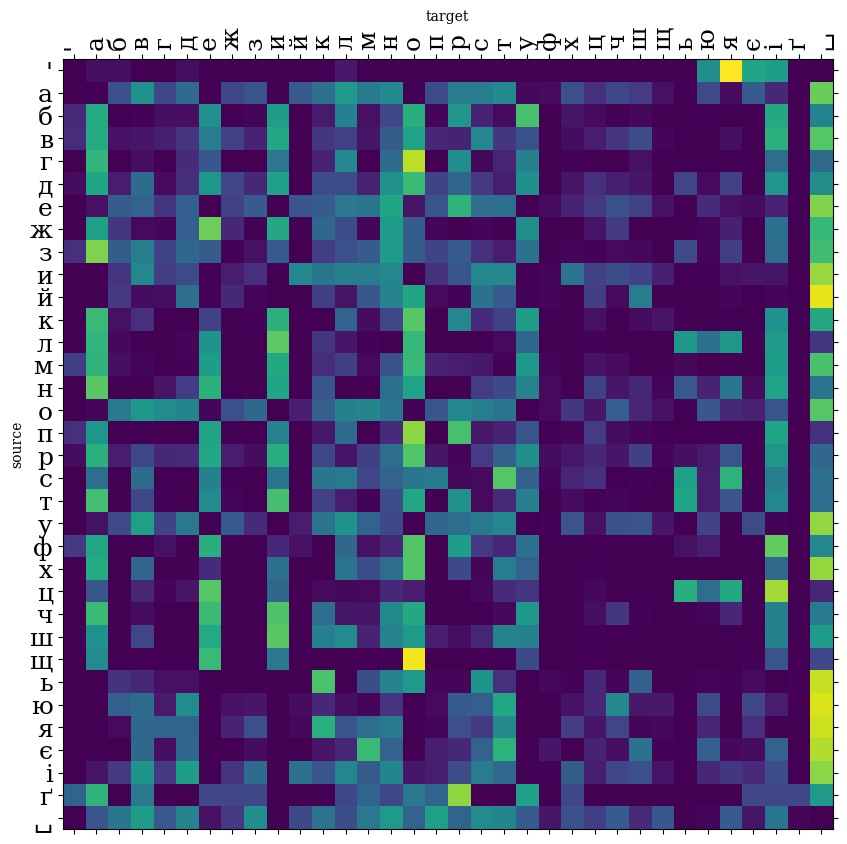 target
' а б в г д е ж з и й к л м н о п р с т у ф х ц ч ш щ ь ю я є і ґ ␣
source
'
а
б
в
г
д
е
ж
з
и
й
к
л
м
н
о
п
р
с
т
у
ф
х
ц
ч
ш
щ
ь
ю
я
є
і
ґ
␣